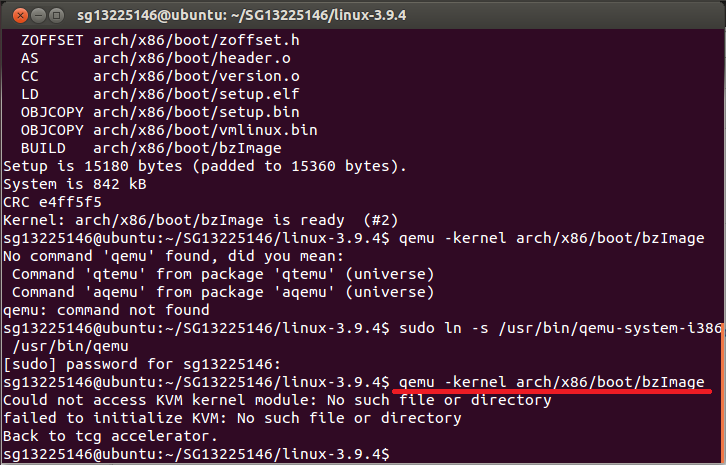 sg13225146@ubuntu: ~/SG13225146/linux-3.9.4
ZOFFSET arch/x86/boot/zoffset.h
AS      arch/x86/boot/header.o
CC      arch/x86/boot/version.o
LD      arch/x86/boot/setup.elf
OBJCOPY arch/x86/boot/setup.bin
OBJCOPY arch/x86/boot/vmlinux.bin
BUILD   arch/x86/boot/bzImage
Setup is 15180 bytes (padded to 15360 bytes).
System is 842 kB
CRC e4ff5f5
Kernel: arch/x86/boot/bzImage is ready  (#2)
sg13225146@ubuntu:~/SG13225146/linux-3.9.4$ qemu -kernel arch/x86/boot/bzImage
No command 'qemu' found, did you mean:
 Command 'qtemu' from package 'qtemu' (universe)
 Command 'aqemu' from package 'aqemu' (universe)
qemu: command not found
sg13225146@ubuntu:~/SG13225146/linux-3.9.4$ sudo ln -s /usr/bin/qemu-system-i386
 /usr/bin/qemu
[sudo] password for sg13225146:
sg13225146@ubuntu:~/SG13225146/linux-3.9.4$ qemu -kernel arch/x86/boot/bzImage
Could not access KVM kernel module: No such file or directory
failed to initialize KVM: No such file or directory
Back to tcg accelerator.
sg13225146@ubuntu:~/SG13225146/linux-3.9.4$